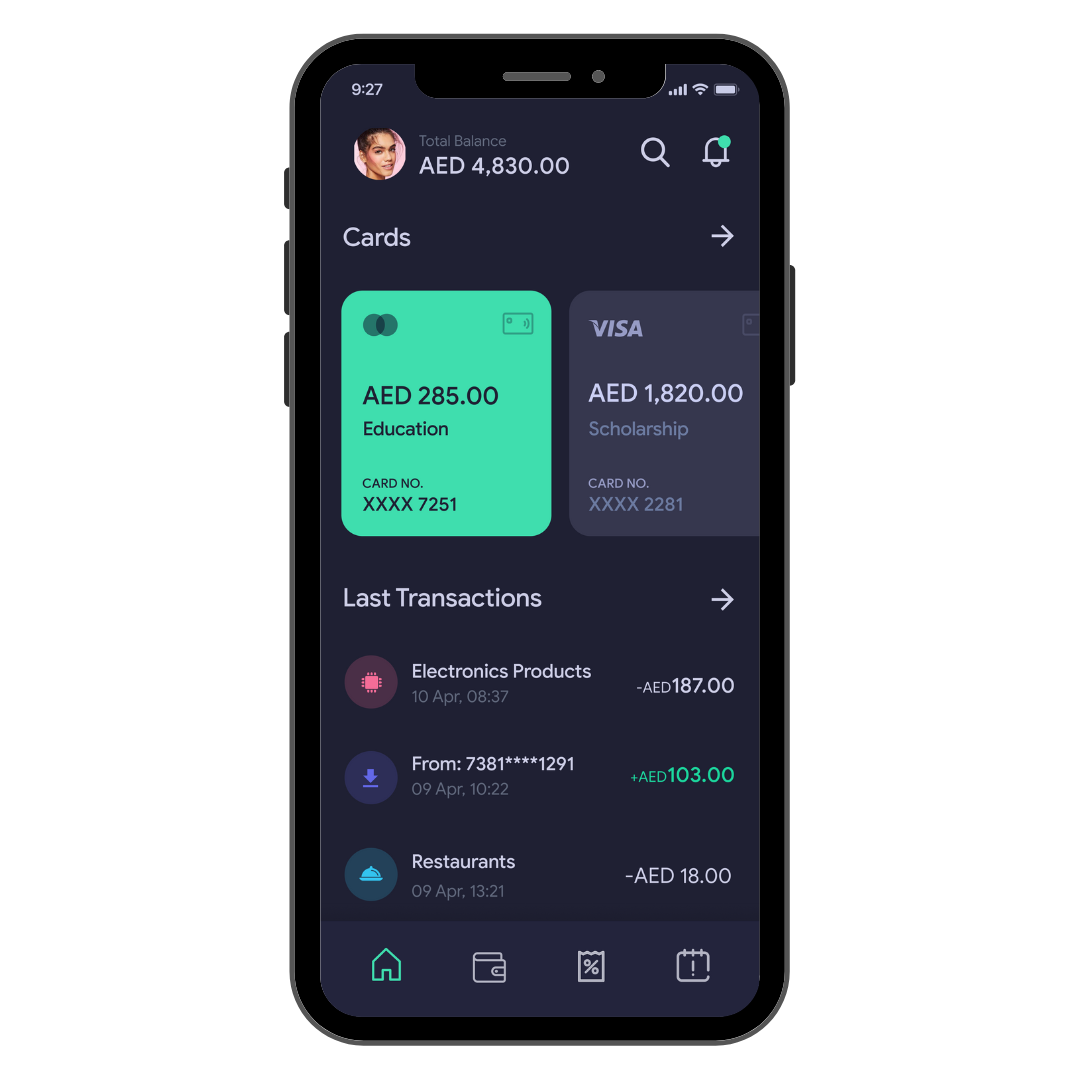 9:27
Total Balance
AED 4,830.00
Cards
VISA
AED 285.00
Education
CARD NO.
XXXX 7251
AED 1,820.00
Scholarship
CARD NO.
XXXX 2281
Last Transactions
Electronics Products
10 Apr, 08:37
-AED187.00
From: 7381****1291
09 Apr, 10:22
+AED103.00
Restaurants
09 Apr, 13:21
-AED 18.00
%
!